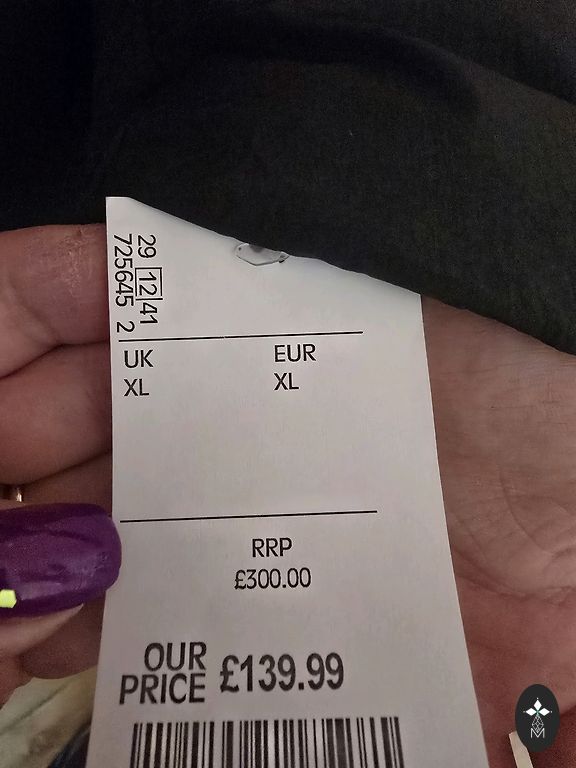 29 12 41
725645 2
UK EUR
XL XL
RRP
£300.00
OUR
PRICE £139.99
M